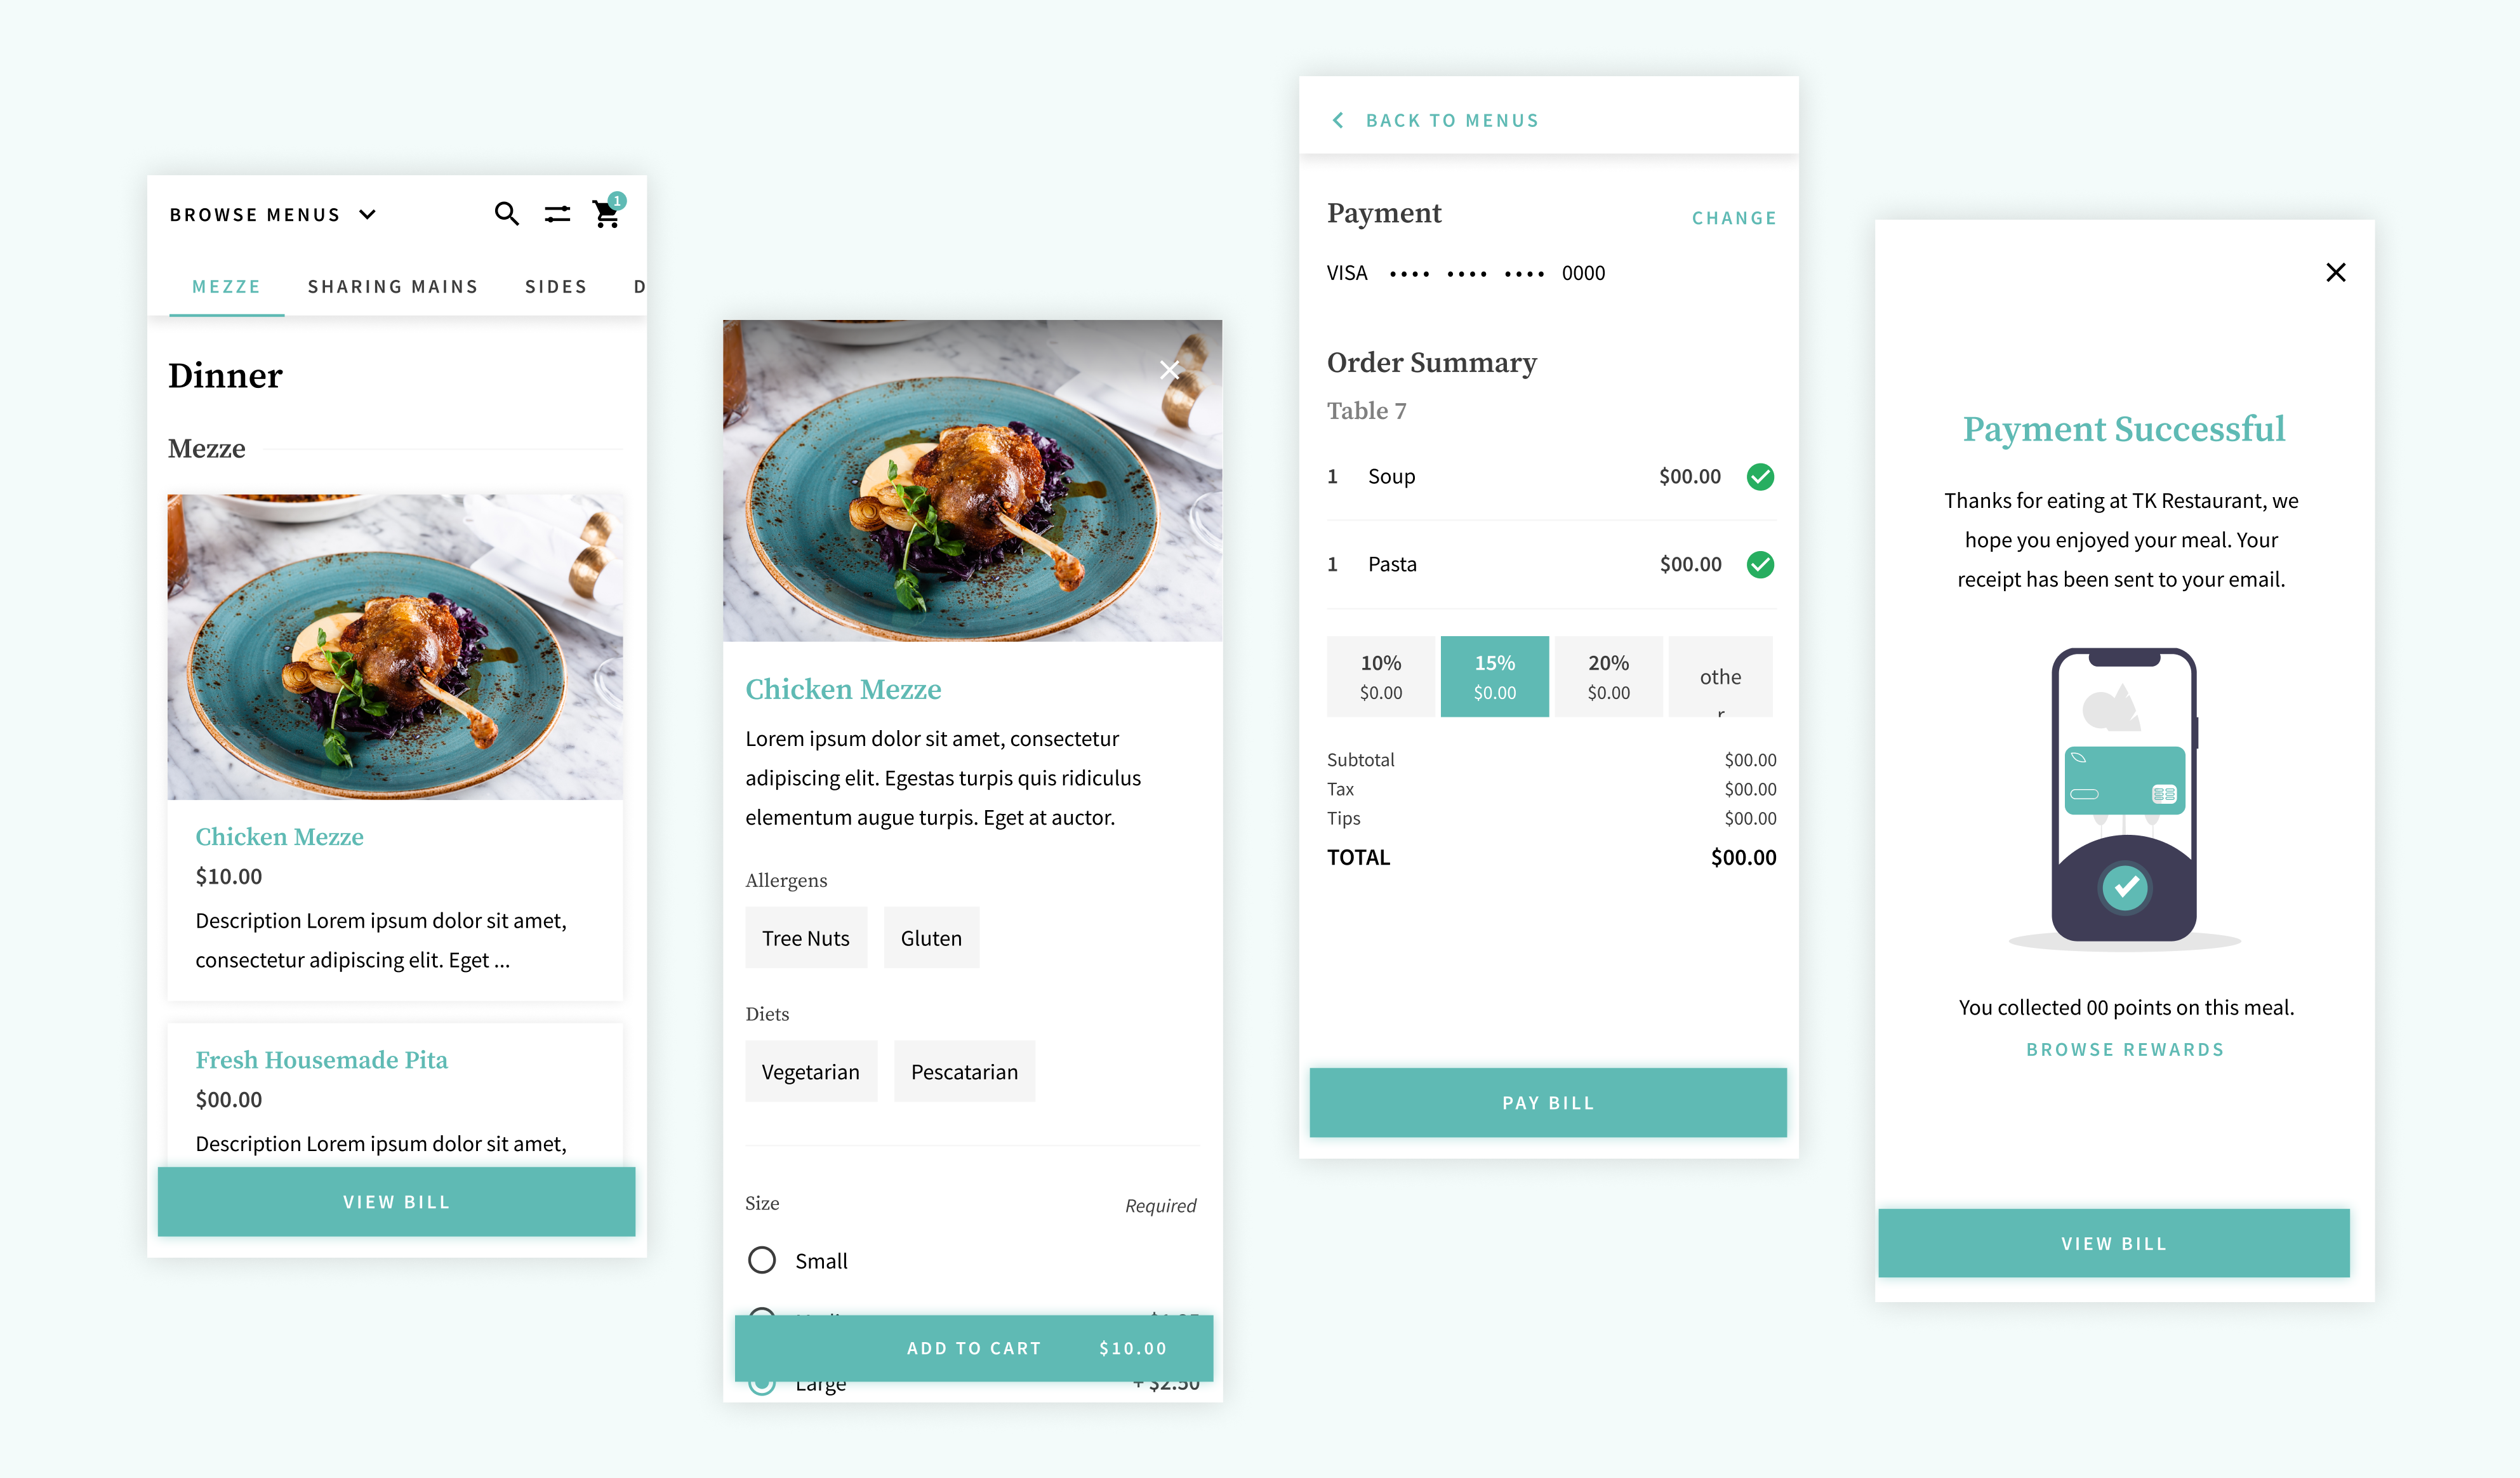 BROWSE MENUS
1
MEZZE SHARING MAINS SIDES D
Dinner
Mezze
Chicken Mezze
$10.00
Description Lorem ipsum dolor sit amet,
consectetur adipiscing elit. Eget ...
Fresh Housemade Pita
$00.00
Description Lorem ipsum dolor sit amet,
VIEW BILL
Chicken Mezze
Lorem ipsum dolor sit amet, consectetur
adipiscing elit. Egestas turpis quis ridiculus
elementum augue turpis. Eget at auctor.
Allergens
Tree Nuts Gluten
Diets
Vegetarian Pescatarian
Size Required
Small
ADD TO CART $10.00
Large + $2.50
BACK TO MENUS
Payment CHANGE
VISA •••• •••• •••• 0000
Order Summary
Table 7
1 Soup $00.00
1 Pasta $00.00
10% 15% 20% othe
$0.00 $0.00 $0.00 r
Subtotal $00.00
Tax $00.00
Tips $00.00
TOTAL $00.00
PAY BILL
Payment Successful
Thanks for eating at TK Restaurant, we
hope you enjoyed your meal. Your
receipt has been sent to your email.
You collected 00 points on this meal.
BROWSE REWARDS
VIEW BILL